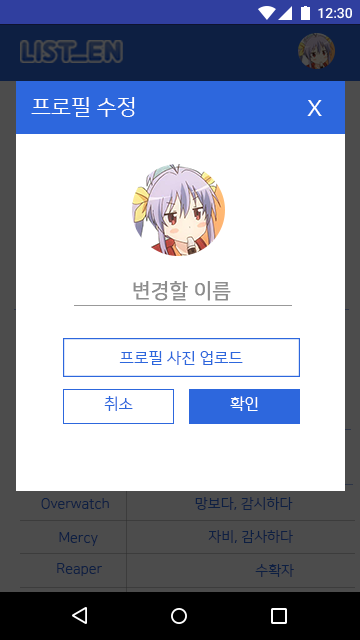 12:30
LIST_EN
프로필 수정 X
변경할 이름
프로필 사진 업로드
취소 확인
Overwatch 망보다, 감시하다
Mercy 자비, 감사하다
Reaper 수확자